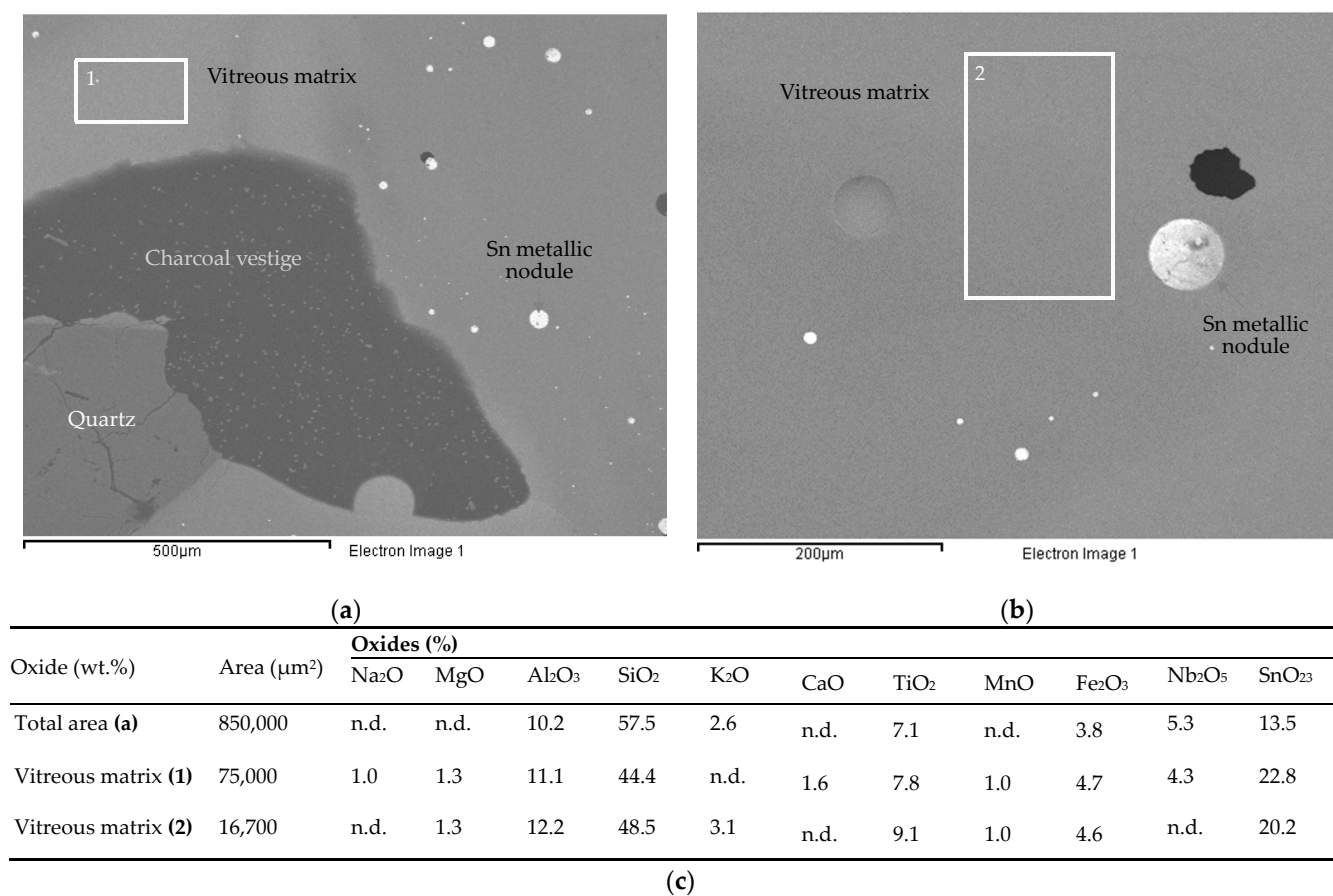 1
Vitreous matrix
Charcoal vestige
Sn metallic
nodule
Quartz
500µm Electron Image 1
(a)
2
Vitreous matrix
Sn metallic
nodule
200µm Electron Image 1
(b)
Oxide (wt.%) Area (µm²) Oxides (%)
Na₂O MgO Al₂O₃ SiO₂ K₂O CaO TiO₂ MnO Fe₂O₃ Nb₂O₅ SnO₂₃
Total area (a) 850,000 n.d. n.d. 10.2 57.5 2.6 n.d. 7.1 n.d. 3.8 5.3 13.5
Vitreous matrix (1) 75,000 1.0 1.3 11.1 44.4 n.d. 1.6 7.8 1.0 4.7 4.3 22.8
Vitreous matrix (2) 16,700 n.d. 1.3 12.2 48.5 3.1 n.d. 9.1 1.0 4.6 n.d. 20.2
(c)